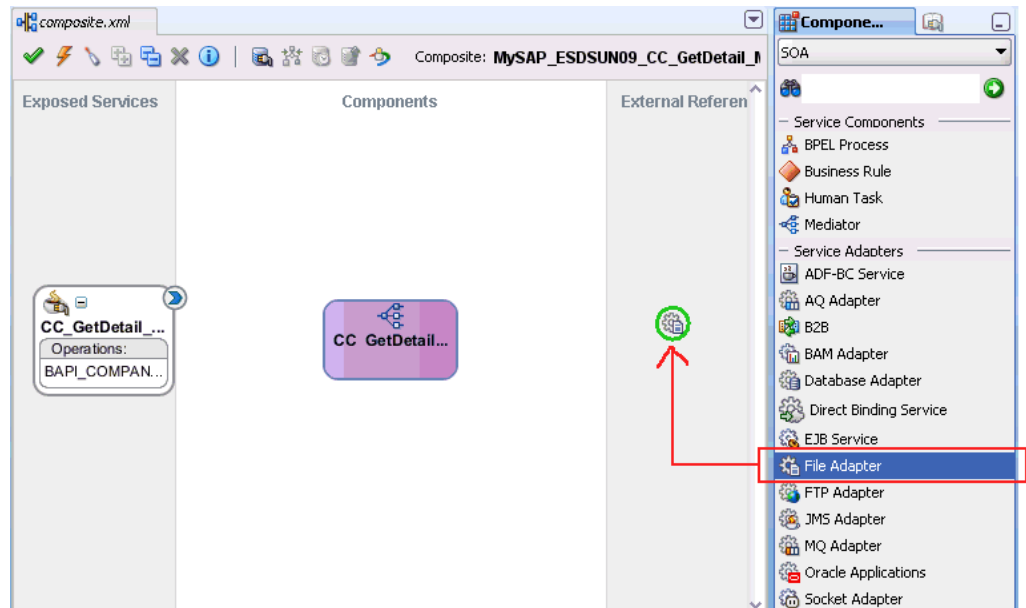 composite.xml
Compone...
Composite: MySAP_ESDSUN09_CC_GetDetail_M
SOA
Exposed Services
Components
External Referen
Service Components
BPEL Process
Business Rule
Human Task
Mediator
Service Adapters
ADF-BC Service
AQ Adapter
B2B
BAM Adapter
Database Adapter
Direct Binding Service
EJB Service
File Adapter
FTP Adapter
JMS Adapter
MQ Adapter
Oracle Applications
Socket Adapter
CC_GetDetail_...
Operations:
BAPI_COMPAN...
CC GetDetail...